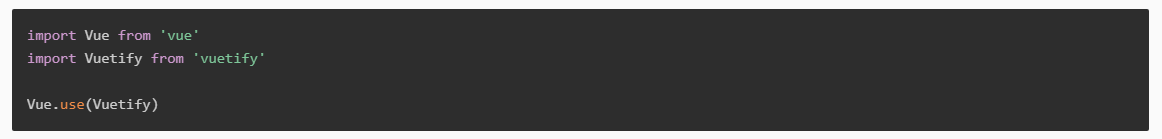 import Vue from 'vue'
import Vuetify from 'vuetify'
Vue.use(Vuetify)